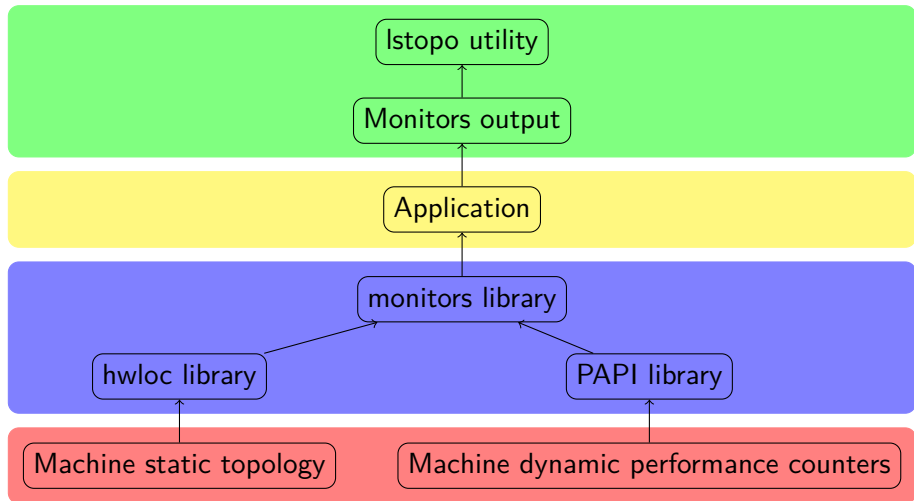 lstopo utility
Monitors output
Application
monitors library
hwloc library
PAPI library
Machine static topology
Machine dynamic performance counters